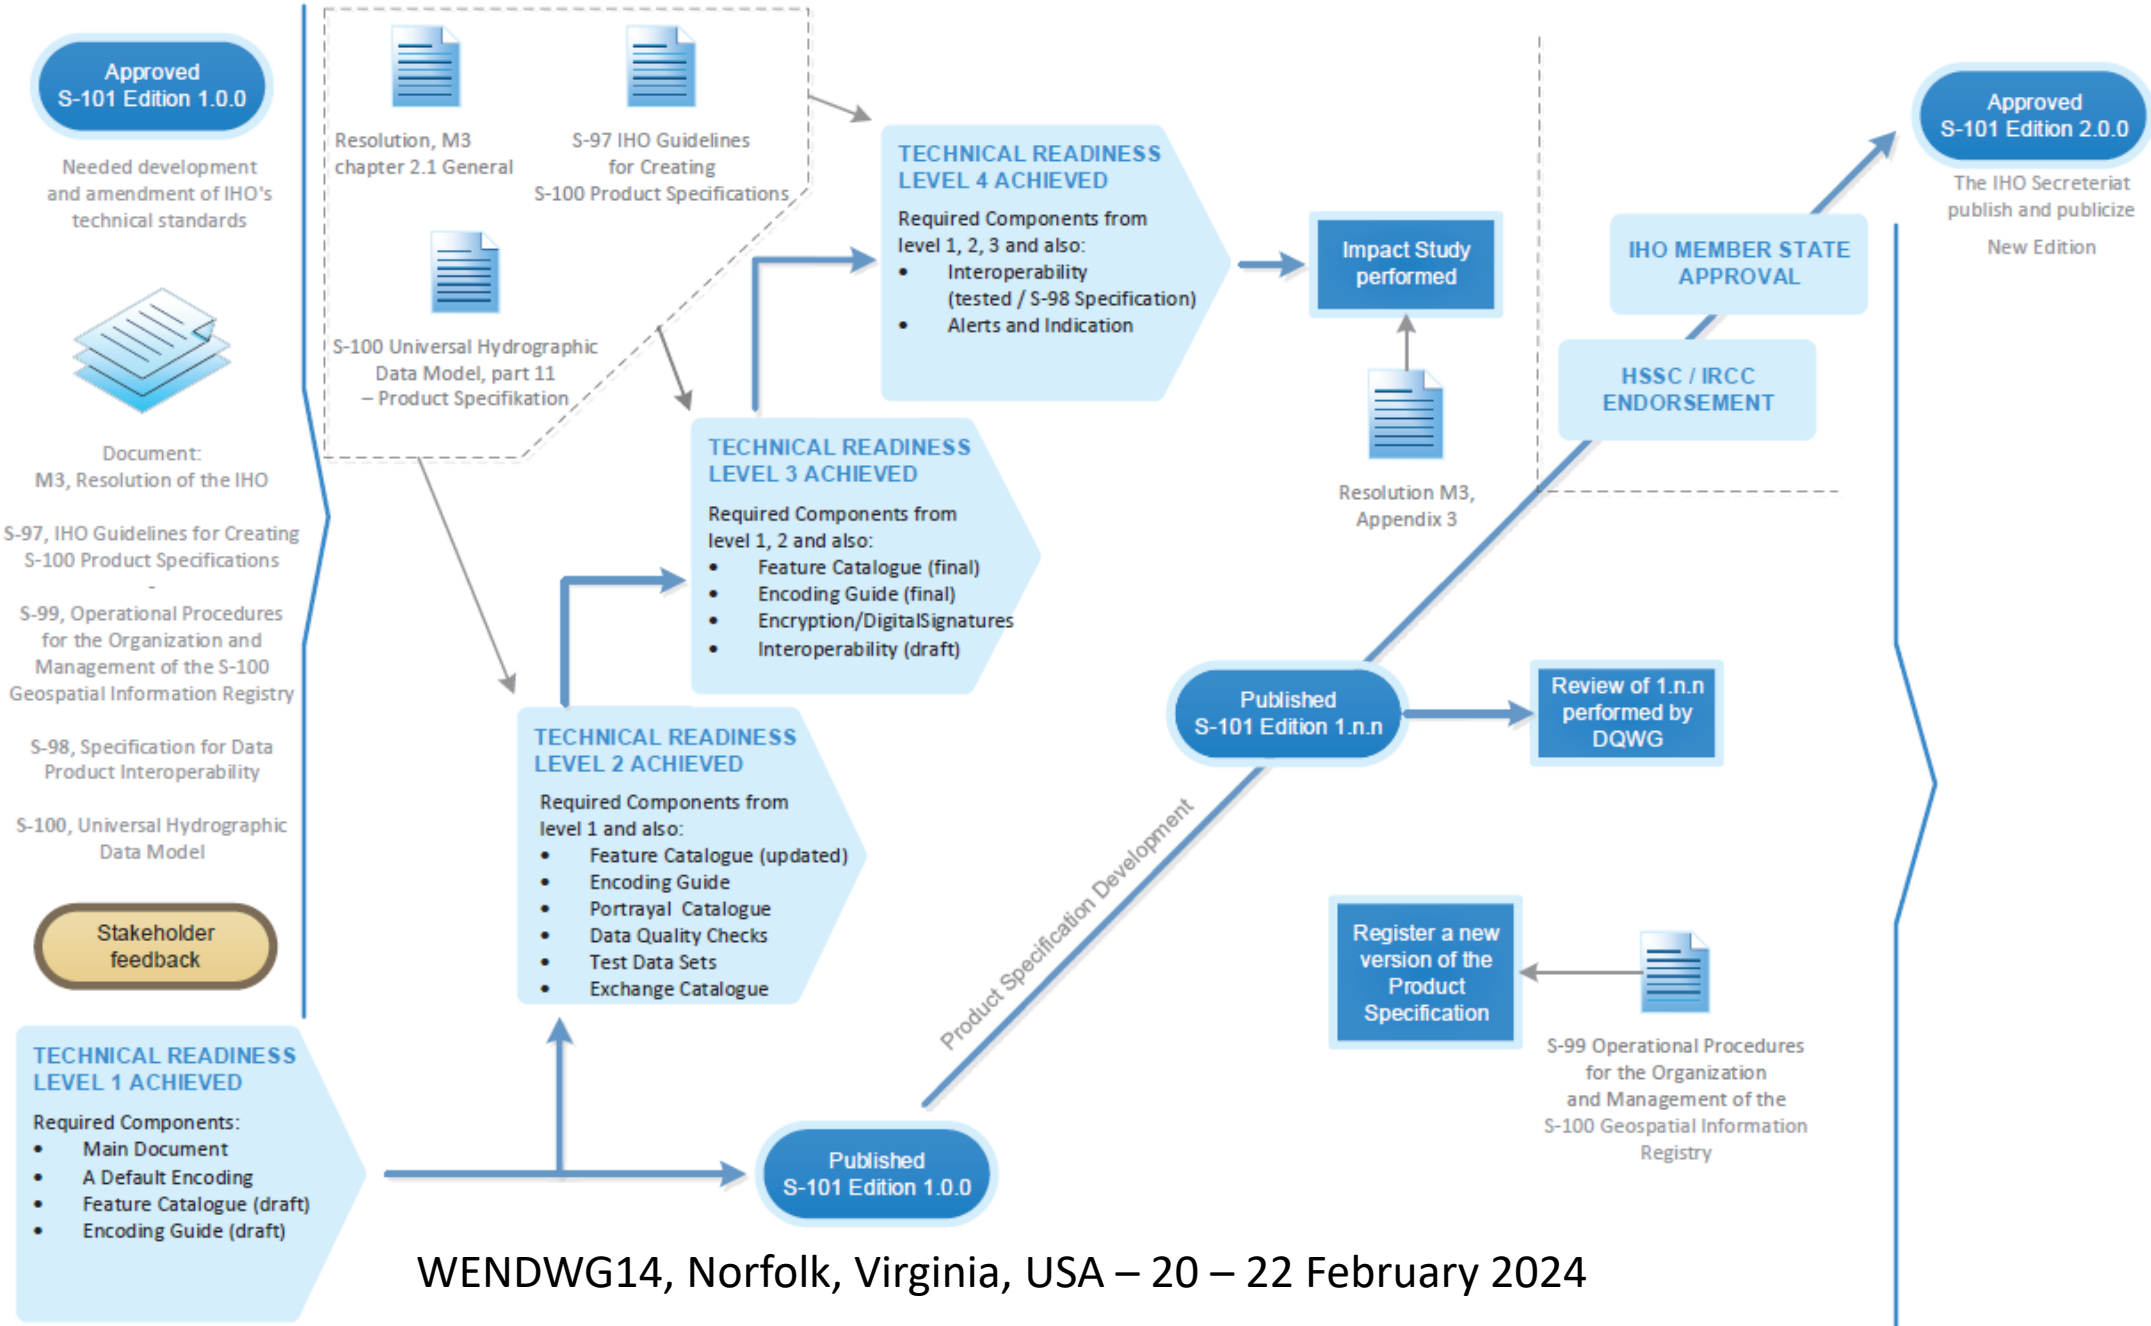 Approved
S-101 Edition 1.0.0
Needed development
and amendment of IHO's
technical standards
Document:
M3, Resolution of the IHO
S-97, IHO Guidelines for Creating
S-100 Product Specifications
-
S-99, Operational Procedures
for the Organization and
Management of the S-100
Geospatial Information Registry
S-98, Specification for Data
Product Interoperability
S-100, Universal Hydrographic
Data Model
Stakeholder
feedback
TECHNICAL READINESS
LEVEL 1 ACHIEVED
Required Components:
• Main Document
• A Default Encoding
• Feature Catalogue (draft)
• Encoding Guide (draft)
Resolution, M3
chapter 2.1 General
S-97 IHO Guidelines
for Creating
S-100 Product Specifications
S-100 Universal Hydrographic
Data Model, part 11
– Product Specifikation
TECHNICAL READINESS
LEVEL 2 ACHIEVED
Required Components from
level 1 and also:
• Feature Catalogue (updated)
• Encoding Guide
• Portrayal Catalogue
• Data Quality Checks
• Test Data Sets
• Exchange Catalogue
TECHNICAL READINESS
LEVEL 3 ACHIEVED
Required Components from
level 1, 2 and also:
• Feature Catalogue (final)
• Encoding Guide (final)
• Encryption/DigitalSignatures
• Interoperability (draft)
TECHNICAL READINESS
LEVEL 4 ACHIEVED
Required Components from
level 1, 2, 3 and also:
• Interoperability
(tested / S-98 Specification)
• Alerts and Indication
Impact Study
performed
Resolution M3,
Appendix 3
Published
S-101 Edition 1.0.0
Product Specification Development
Published
S-101 Edition 1.n.n
Review of 1.n.n
performed by
DQWG
Register a new
version of the
Product
Specification
S-99 Operational Procedures
for the Organization
and Management of the
S-100 Geospatial Information
Registry
HSSC / IRCC
ENDORSEMENT
IHO MEMBER STATE
APPROVAL
Approved
S-101 Edition 2.0.0
The IHO Secreteriat
publish and publicize
New Edition
WENDWG14, Norfolk, Virginia, USA – 20 – 22 February 2024